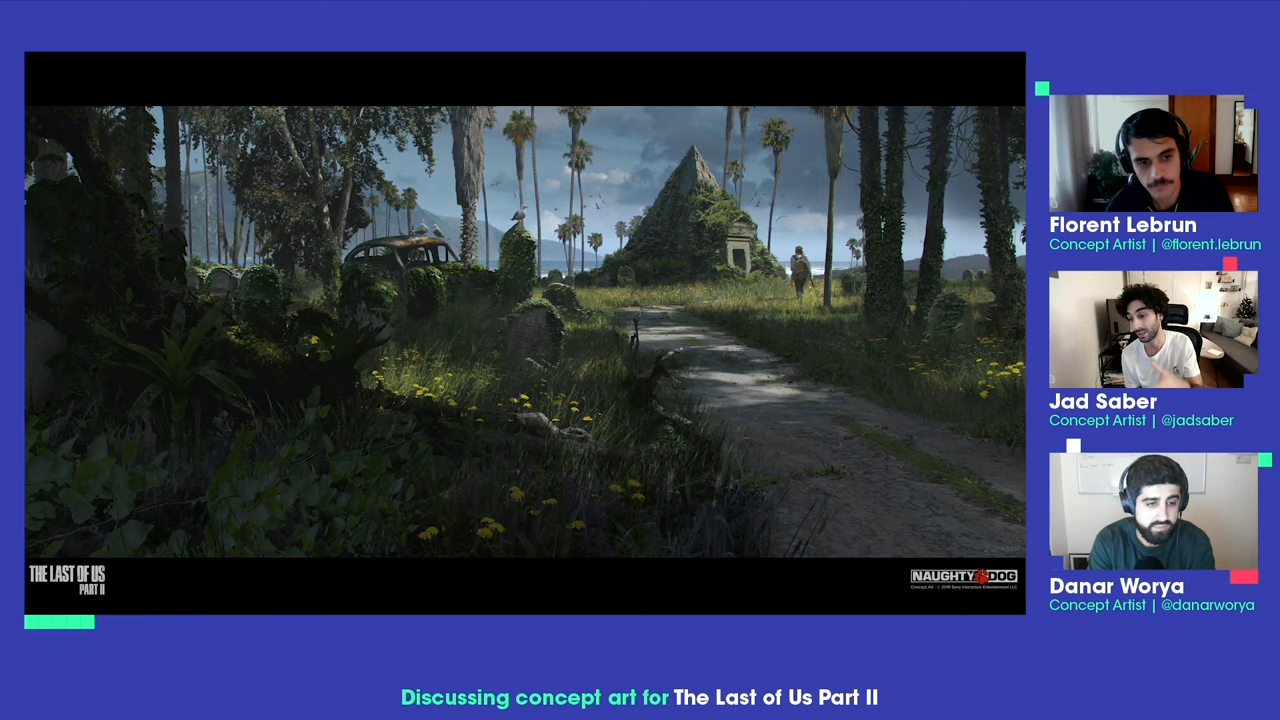 THE LAST OF US
PART II
NAUGHTY DOG
Florent Lebrun
Concept Artist | @florent.lebrun
Jad Saber
Concept Artist | @jadsaber
Danar Worya
Concept Artist | @danarworya
Discussing concept art for The Last of Us Part II